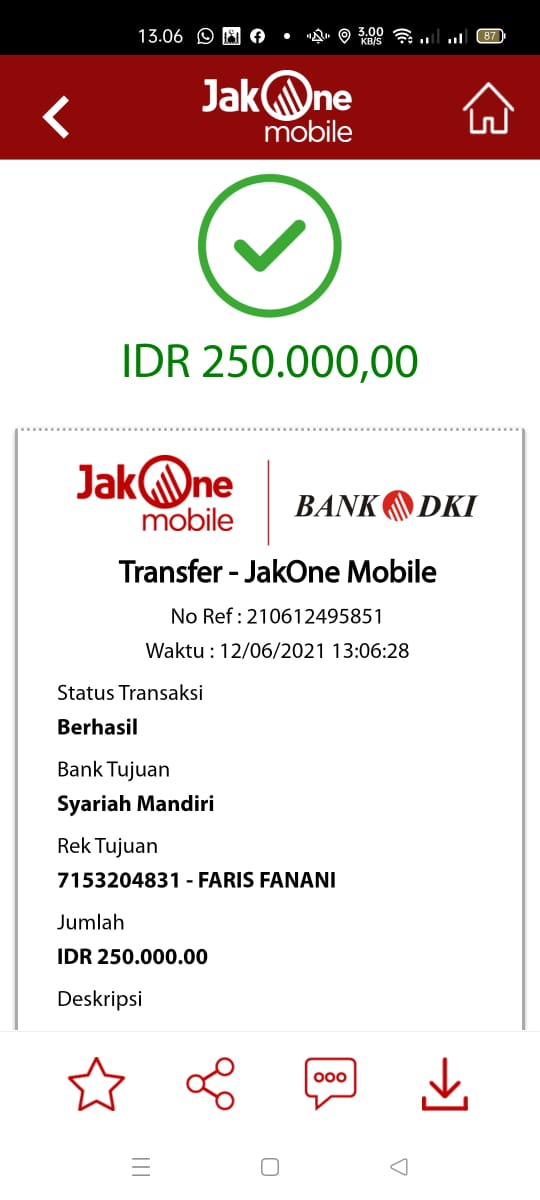 13.06
3.00
KB/S
87
JakOne
mobile
IDR 250.000,00
JakOne
mobile
BANK DKI
Transfer - JakOne Mobile
No Ref : 210612495851
Waktu : 12/06/2021 13:06:28
Status Transaksi
Berhasil
Bank Tujuan
Syariah Mandiri
Rek Tujuan
7153204831 - FARIS FANANI
Jumlah
IDR 250.000.00
Deskripsi